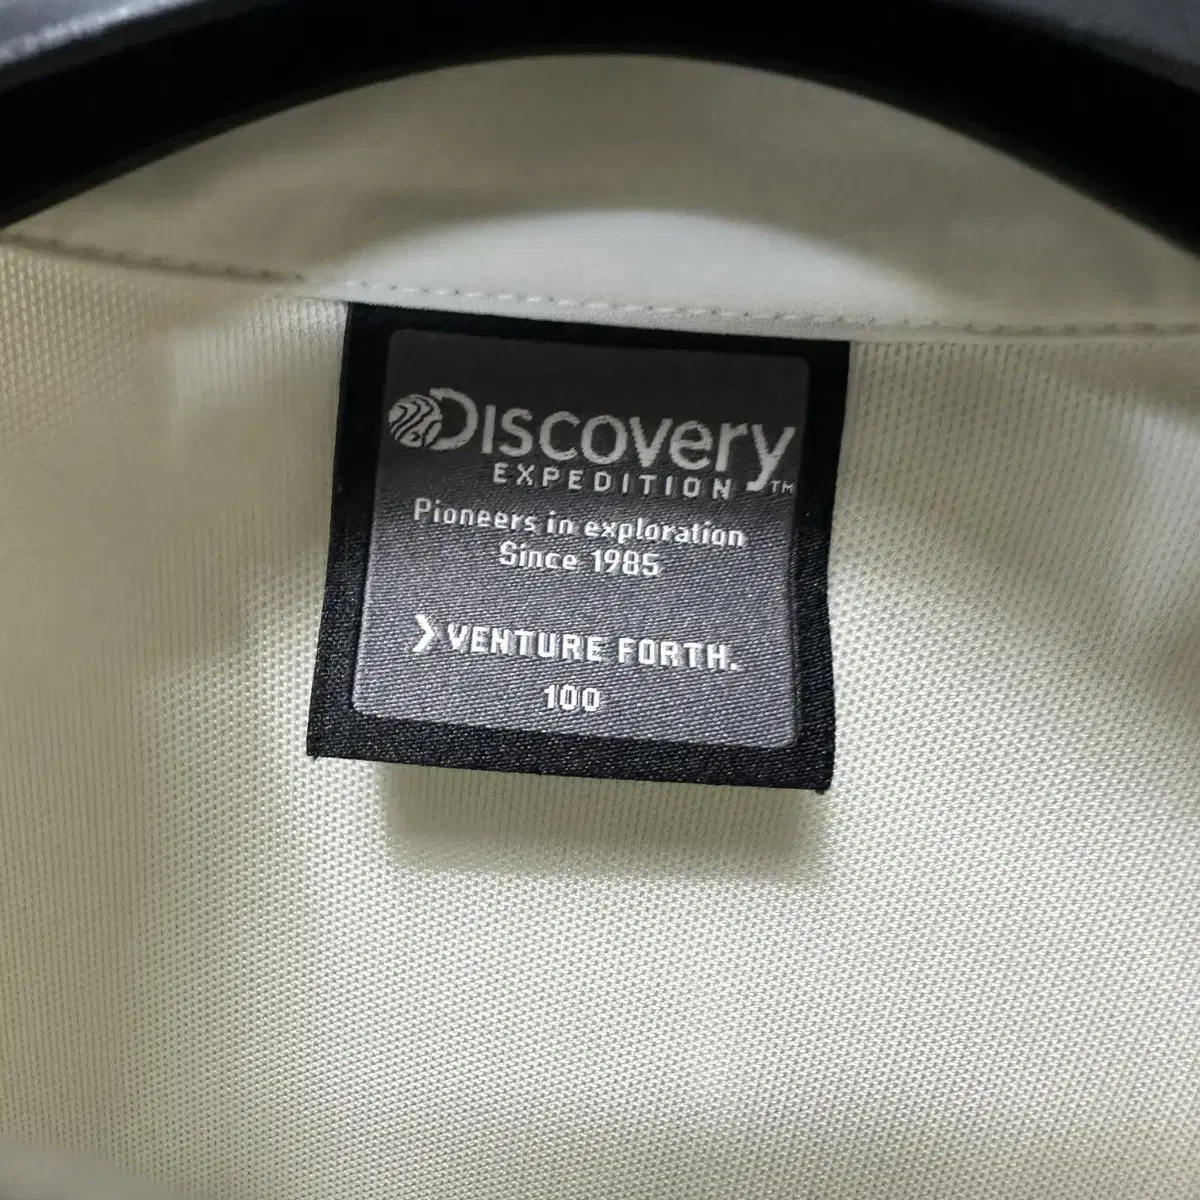 DISCOVERY
EXPEDITION™
Pioneers in exploration
Since 1985
VENTURE FORTH.
100